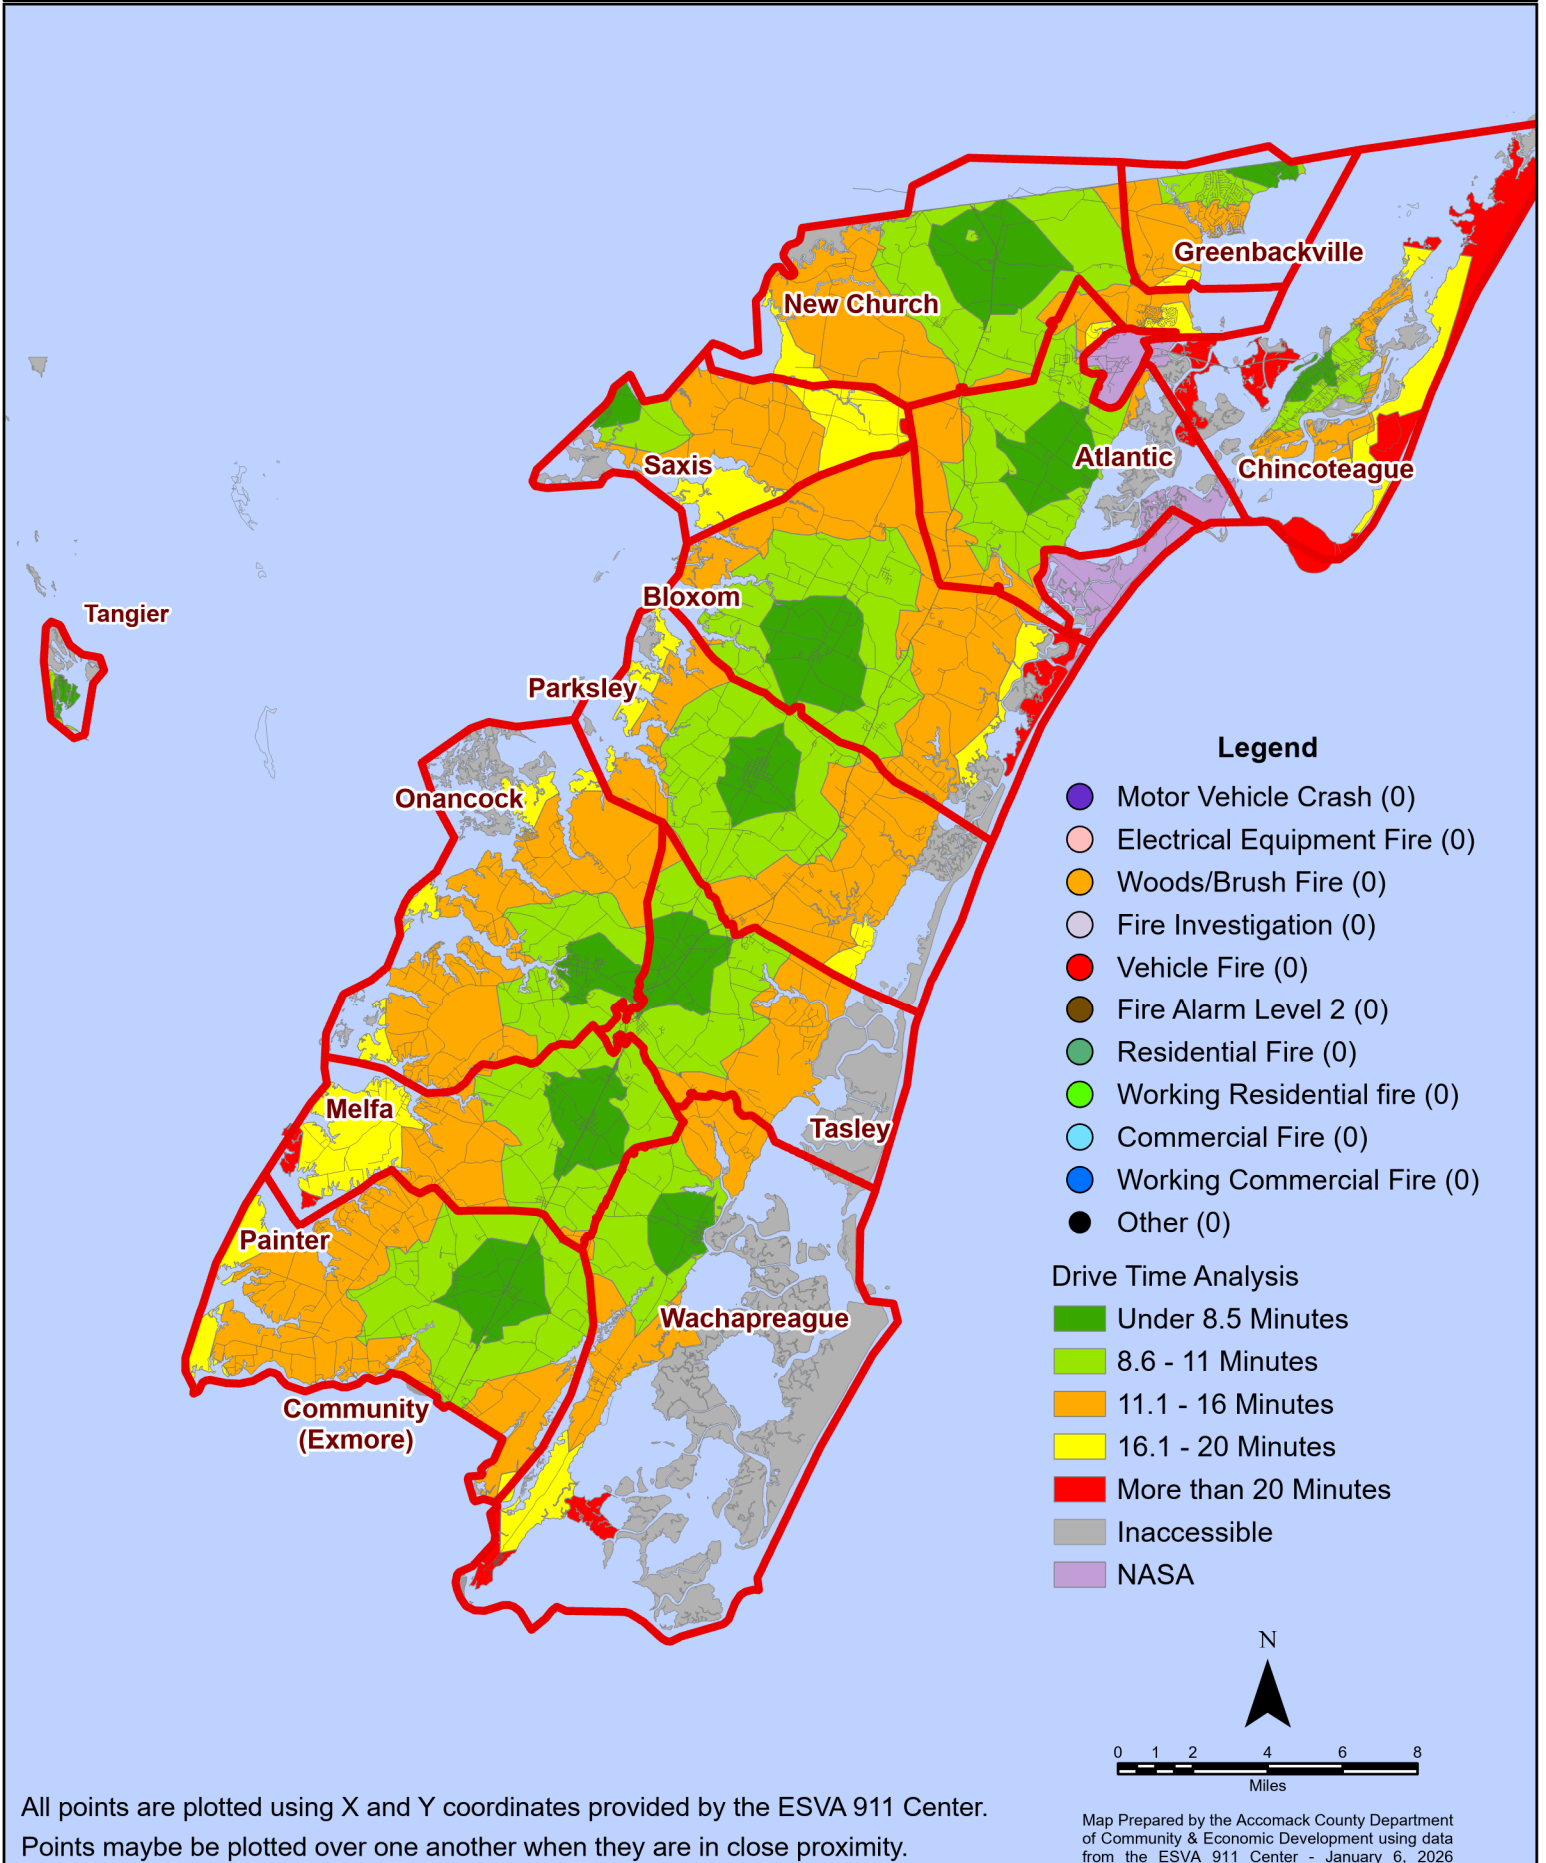 Greenbackville
New Church
Saxis
Atlantic
Chincoteague
Bloxom
Tangier
Parksley
Onancock
Melfa
Tasley
Painter
Wachapreague
Community
(Exmore)
Legend
Motor Vehicle Crash (0)
Electrical Equipment Fire (0)
Woods/Brush Fire (0)
Fire Investigation (0)
Vehicle Fire (0)
Fire Alarm Level 2 (0)
Residential Fire (0)
Working Residential fire (0)
Commercial Fire (0)
Working Commercial Fire (0)
Other (0)
Drive Time Analysis
Under 8.5 Minutes
8.6 - 11 Minutes
11.1 - 16 Minutes
16.1 - 20 Minutes
More than 20 Minutes
Inaccessible
NASA
N
0 1 2 4 6 8
Miles
All points are plotted using X and Y coordinates provided by the ESVA 911 Center.
Points maybe be plotted over one another when they are in close proximity.
Map Prepared by the Accomack County Department
of Community & Economic Development using data
from the ESVA 911 Center - January 6, 2026